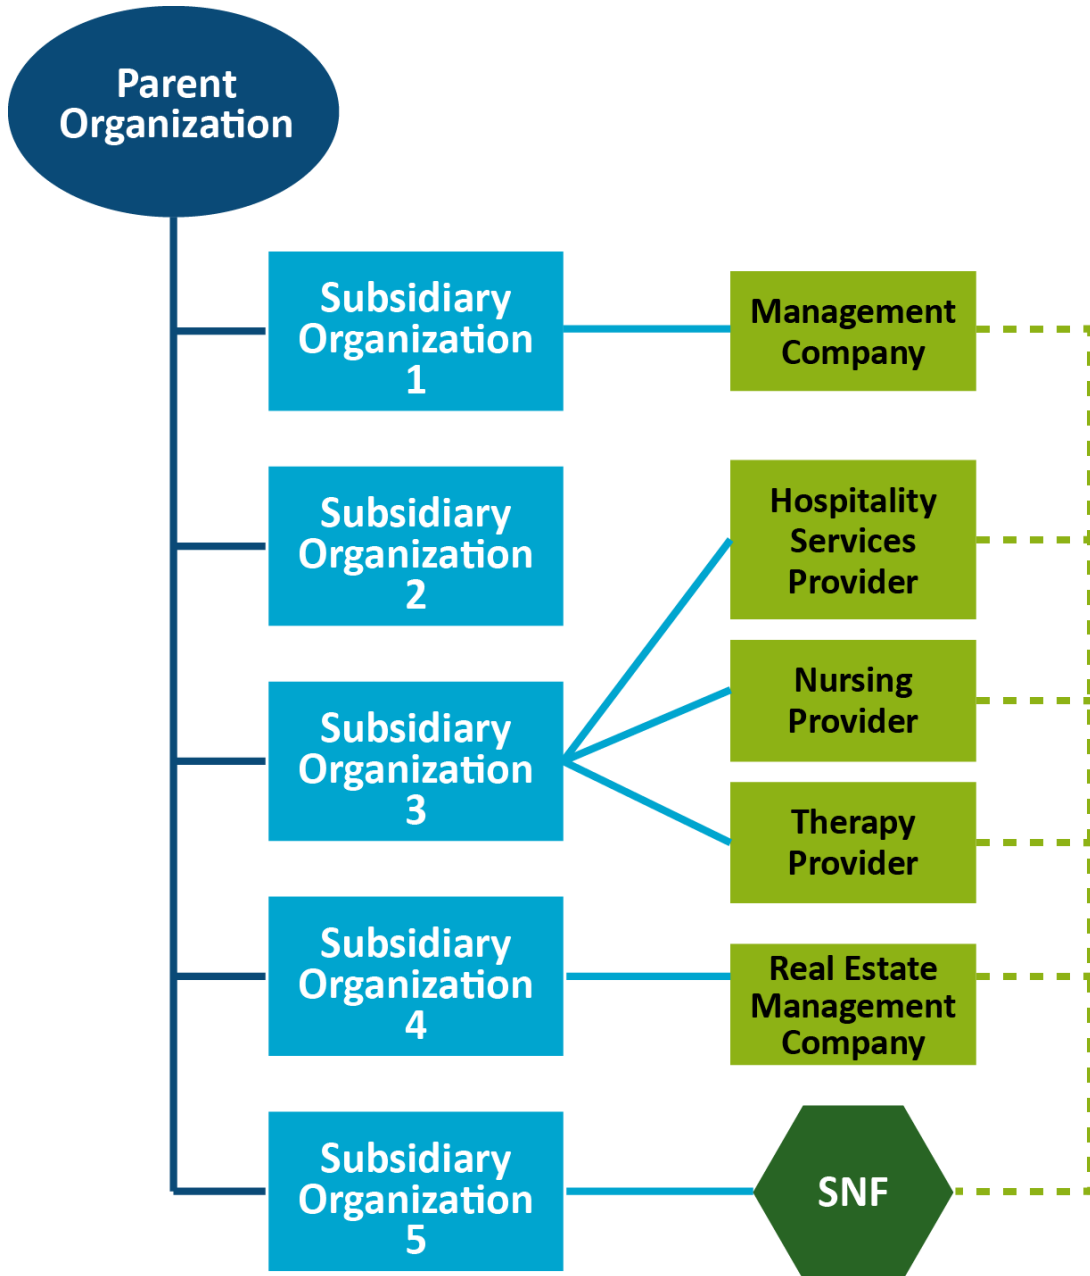 Parent
Organization
Subsidiary
Organization
1
Management
Company
Subsidiary
Organization
2
Hospitality
Services
Provider
Subsidiary
Organization
3
Nursing
Provider
Therapy
Provider
Subsidiary
Organization
4
Real Estate
Management
Company
Subsidiary
Organization
5
SNF